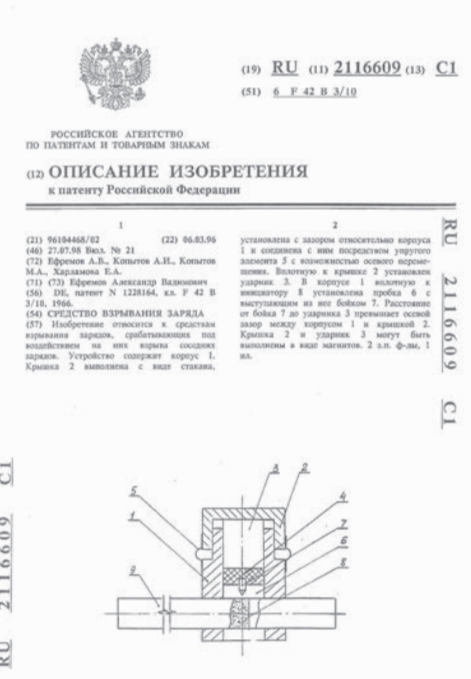 (19) RU (11) 2116609 (13) C1
(51) 6 F 42 B 3/10
РОССИЙСКОЕ АГЕНТСТВО
ПО ПАТЕНТАМ И ТОВАРНЫМ ЗНАКАМ
(12) ОПИСАНИЕ ИЗОБРЕТЕНИЯ
к патенту Российской Федерации
1
(21) 96104468/02 (22) 06.03.96
(46) 27.07.98 Бюл. № 21
(72) Ефремов А.В., Копытов А.И., Копытов
М.А., Харламова Е.А.
(71) (73) Ефремов Александр Вадимович
(56) DE, патент N 1228164, кл. F 42 B
3/10, 1966.
(54) СРЕДСТВО ВЗРЫВАНИЯ ЗАРЯДА
(57) Изобретение относится к средствам
взрывания зарядов, срабатывающих под
воздействием на них взрыва соседних
зарядов. Устройство содержит корпус 1.
Крышка 2 выполнена с виде стакана,
2
установлена с зазором относительно корпуса
1 и соединена с ним посредством упругого
элемента 5 с возможностью осевого переме-
щения. Вплотную к крышке 2 установлен
ударник 3. В корпусе 1 вплотную к
инициатору 8 установлена пробка 6 с
выступающим из нее бойком 7. Расстояние
от бойка 7 до ударника 3 превышает осевой
зазор между корпусом 1 и крышкой 2.
Крышка 2 и ударник 3 могут быть
выполнены в виде магнитов. 2 з.п. ф-лы, 1
ил.
RU 2116609 C1
RU 2116609 C1
5
1
9
3
2
4
7
6
8